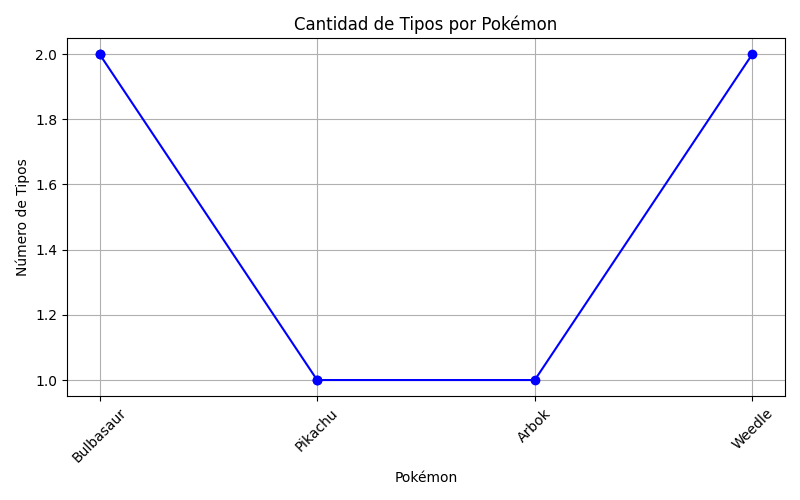 Cantidad de Tipos por Pokémon
Número de Tipos
2.0
1.8
1.6
1.4
1.2
1.0
Bulbasaur
Pikachu
Arbok
Weedle
Pokémon